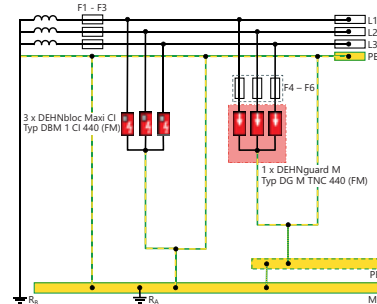 F1 - F3
L1
L2
L3
PE
F4 – F6
3 x DEHNbloc Maxi CI
Typ DBM 1 CI 440 (FM)
1 x DEHNguard M
Typ DG M TNC 440 (FM)
RB
RA